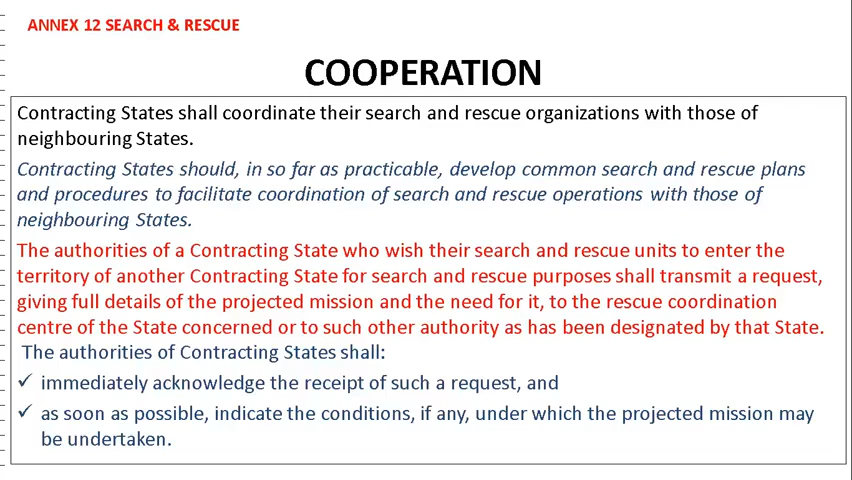 ANNEX 12 SEARCH & RESCUE
COOPERATION
Contracting States shall coordinate their search and rescue organizations with those of
neighbouring States.
Contracting States should, in so far as practicable, develop common search and rescue plans
and procedures to facilitate coordination of search and rescue operations with those of
neighbouring States.
The authorities of a Contracting State who wish their search and rescue units to enter the
territory of another Contracting State for search and rescue purposes shall transmit a request,
giving full details of the projected mission and the need for it, to the rescue coordination
centre of the State concerned or to such other authority as has been designated by that State.
The authorities of Contracting States shall:
✓ immediately acknowledge the receipt of such a request, and
✓ as soon as possible, indicate the conditions, if any, under which the projected mission may
be undertaken.